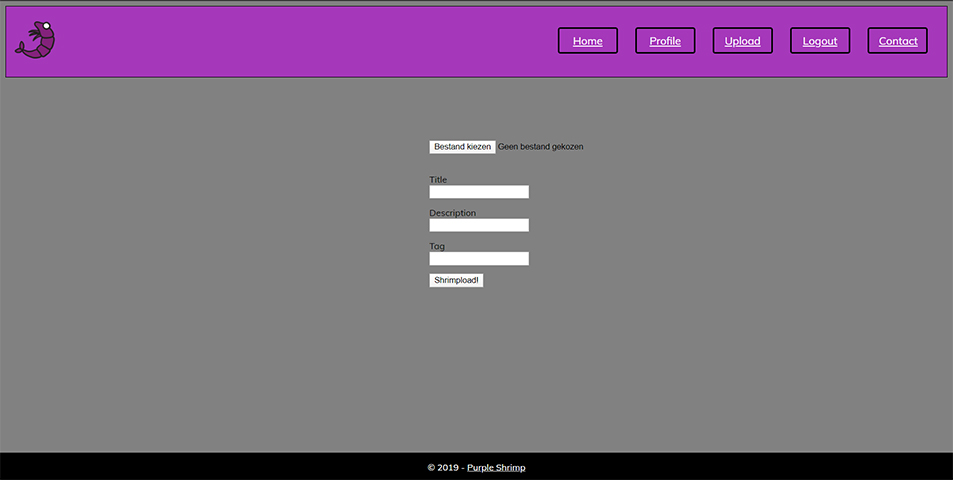 Home Profile Upload Logout Contact
Bestand kiezen Geen bestand gekozen
Title
Description
Tag
Shrimpload!
© 2019 - Purple Shrimp